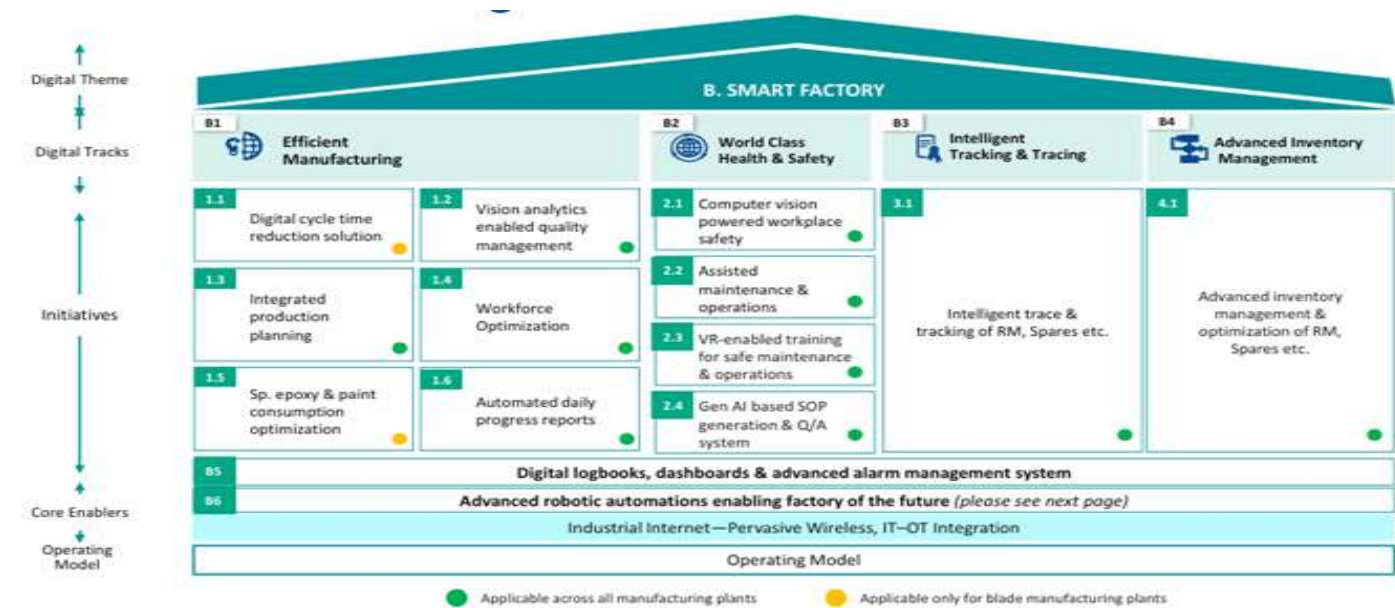 Digital Theme
B. SMART FACTORY
Digital Tracks
B1
Efficient
Manufacturing
B2
World Class
Health & Safety
B3
Intelligent
Tracking & Tracing
B4
Advanced Inventory
Management
Initiatives
1.1
Digital cycle time
reduction solution
1.2
Vision analytics
enabled quality
management
1.3
Integrated
production
planning
1.4
Workforce
Optimization
1.5
Sp. epoxy & paint
consumption
optimization
1.6
Automated daily
progress reports
2.1
Computer vision
powered workplace
safety
2.2
Assisted
maintenance &
operations
2.3
VR-enabled training
for safe maintenance
& operations
2.4
Gen AI based SOP
generation & Q/A
system
3.1
Intelligent trace &
tracking of RM, Spares etc.
4.1
Advanced inventory
management &
optimization of RM,
Spares etc.
B5
Digital logbooks, dashboards & advanced alarm management system
B6
Advanced robotic automations enabling factory of the future (please see next page)
Core Enablers
Industrial Internet—Pervasive Wireless, IT–OT Integration
Operating
Model
Operating Model
Applicable across all manufacturing plants
Applicable only for blade manufacturing plants